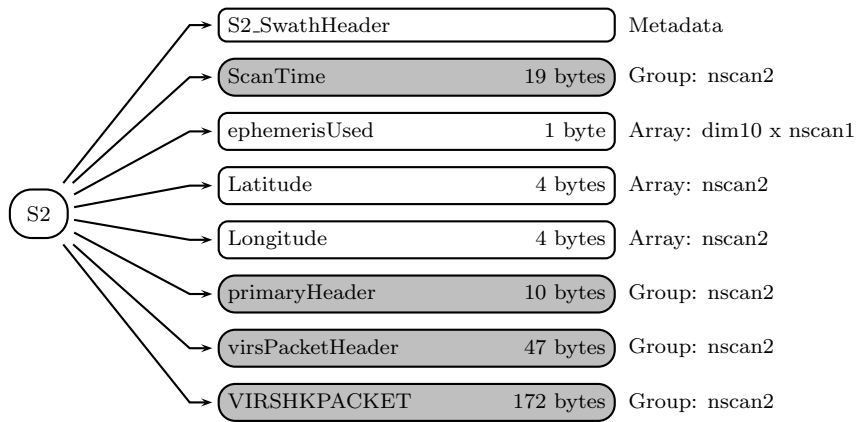 S2_SwathHeader Metadata
ScanTime 19 bytes Group: nscan2
ephemerisUsed 1 byte Array: dim10 x nscan1
Latitude 4 bytes Array: nscan2
S2
Longitude 4 bytes Array: nscan2
primaryHeader 10 bytes Group: nscan2
virsPacketHeader 47 bytes Group: nscan2
VIRSHKPACKET 172 bytes Group: nscan2